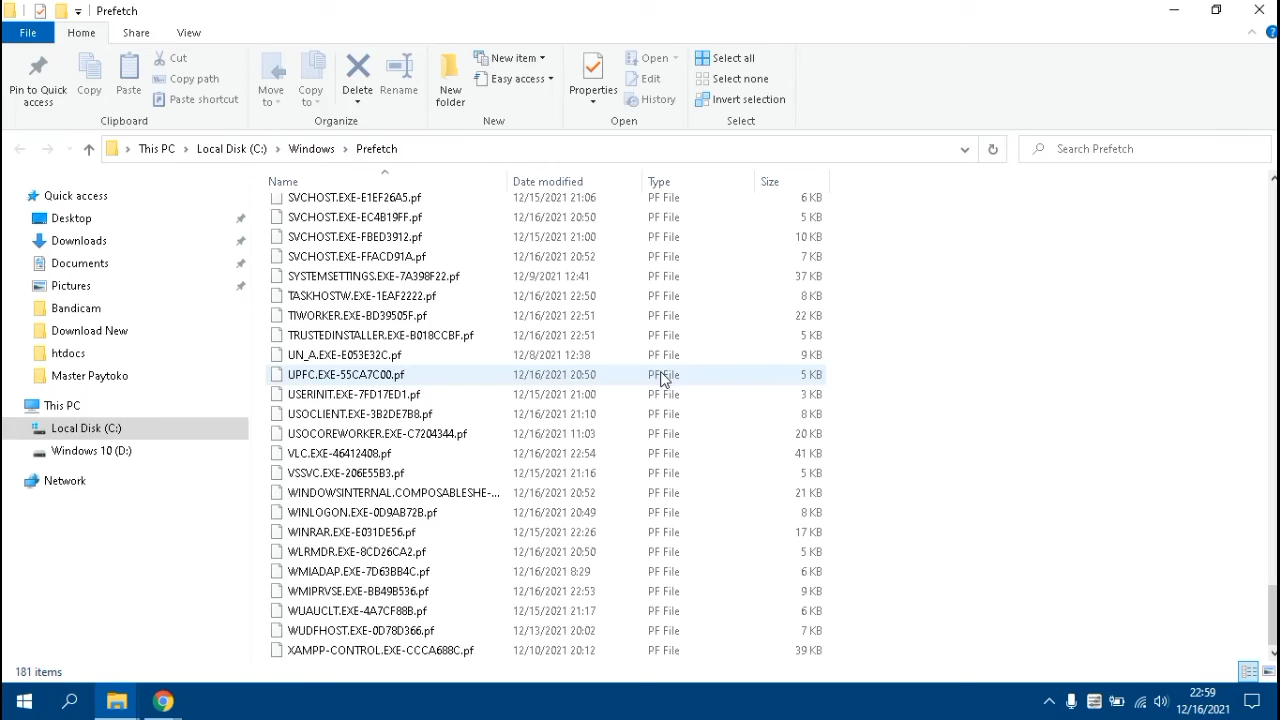 Prefetch
File Home Share View
Pin to Quick access
Copy
Paste
Cut
Copy path
Paste shortcut
Clipboard
Move to
Copy to
Delete
Rename
Organize
New folder
New item
Easy access
New
Properties
Open
Edit
History
Open
Select all
Select none
Invert selection
Select
This PC › Local Disk (C:) › Windows › Prefetch
Search Prefetch
Quick access
Desktop
Downloads
Documents
Pictures
Bandicam
Download New
htdocs
Master Paytoko
This PC
Local Disk (C:)
Windows 10 (D:)
Network
Name Date modified Type Size
SVCHOST.EXE-E1EF26A5.pf 12/15/2021 21:06 PF File 6 KB
SVCHOST.EXE-EC4B19FF.pf 12/16/2021 20:50 PF File 5 KB
SVCHOST.EXE-FBED3912.pf 12/15/2021 21:00 PF File 10 KB
SVCHOST.EXE-FFACD91A.pf 12/16/2021 20:52 PF File 7 KB
SYSTEMSETTINGS.EXE-7A398F22.pf 12/9/2021 12:41 PF File 37 KB
TASKHOSTW.EXE-1EAF2222.pf 12/16/2021 22:50 PF File 8 KB
TIWORKER.EXE-BD39505F.pf 12/16/2021 22:51 PF File 22 KB
TRUSTEDINSTALLER.EXE-B018CCBF.pf 12/16/2021 22:51 PF File 5 KB
UN_A.EXE-E053E32C.pf 12/8/2021 12:38 PF File 9 KB
UPFC.EXE-55CA7C00.pf 12/16/2021 20:50 PF File 5 KB
USERINIT.EXE-7FD17ED1.pf 12/15/2021 21:00 PF File 3 KB
USOCLIENT.EXE-3B2DE7B8.pf 12/16/2021 21:10 PF File 8 KB
USOCOREWORKER.EXE-C7204344.pf 12/16/2021 11:03 PF File 20 KB
VLC.EXE-46412408.pf 12/16/2021 22:54 PF File 41 KB
VSSVC.EXE-206E55B3.pf 12/15/2021 21:16 PF File 5 KB
WINDOWSINTERNAL.COMPOSABLESHE-... 12/16/2021 20:52 PF File 21 KB
WINLOGON.EXE-0D9AB72B.pf 12/16/2021 20:49 PF File 8 KB
WINRAR.EXE-E031DE56.pf 12/15/2021 22:26 PF File 17 KB
WLRMDR.EXE-8CD26CA2.pf 12/16/2021 20:50 PF File 5 KB
WMIADAP.EXE-7D63BB4C.pf 12/16/2021 8:29 PF File 6 KB
WMIPRVSE.EXE-BB49B536.pf 12/16/2021 22:53 PF File 6 KB
WUAUCLT.EXE-4A7CF88B.pf 12/15/2021 21:17 PF File 6 KB
WUDFHOST.EXE-0D78D366.pf 12/13/2021 20:02 PF File 7 KB
XAMPP-CONTROL.EXE-CCCA688C.pf 12/10/2021 20:12 PF File 39 KB
181 items
22:59
12/16/2021